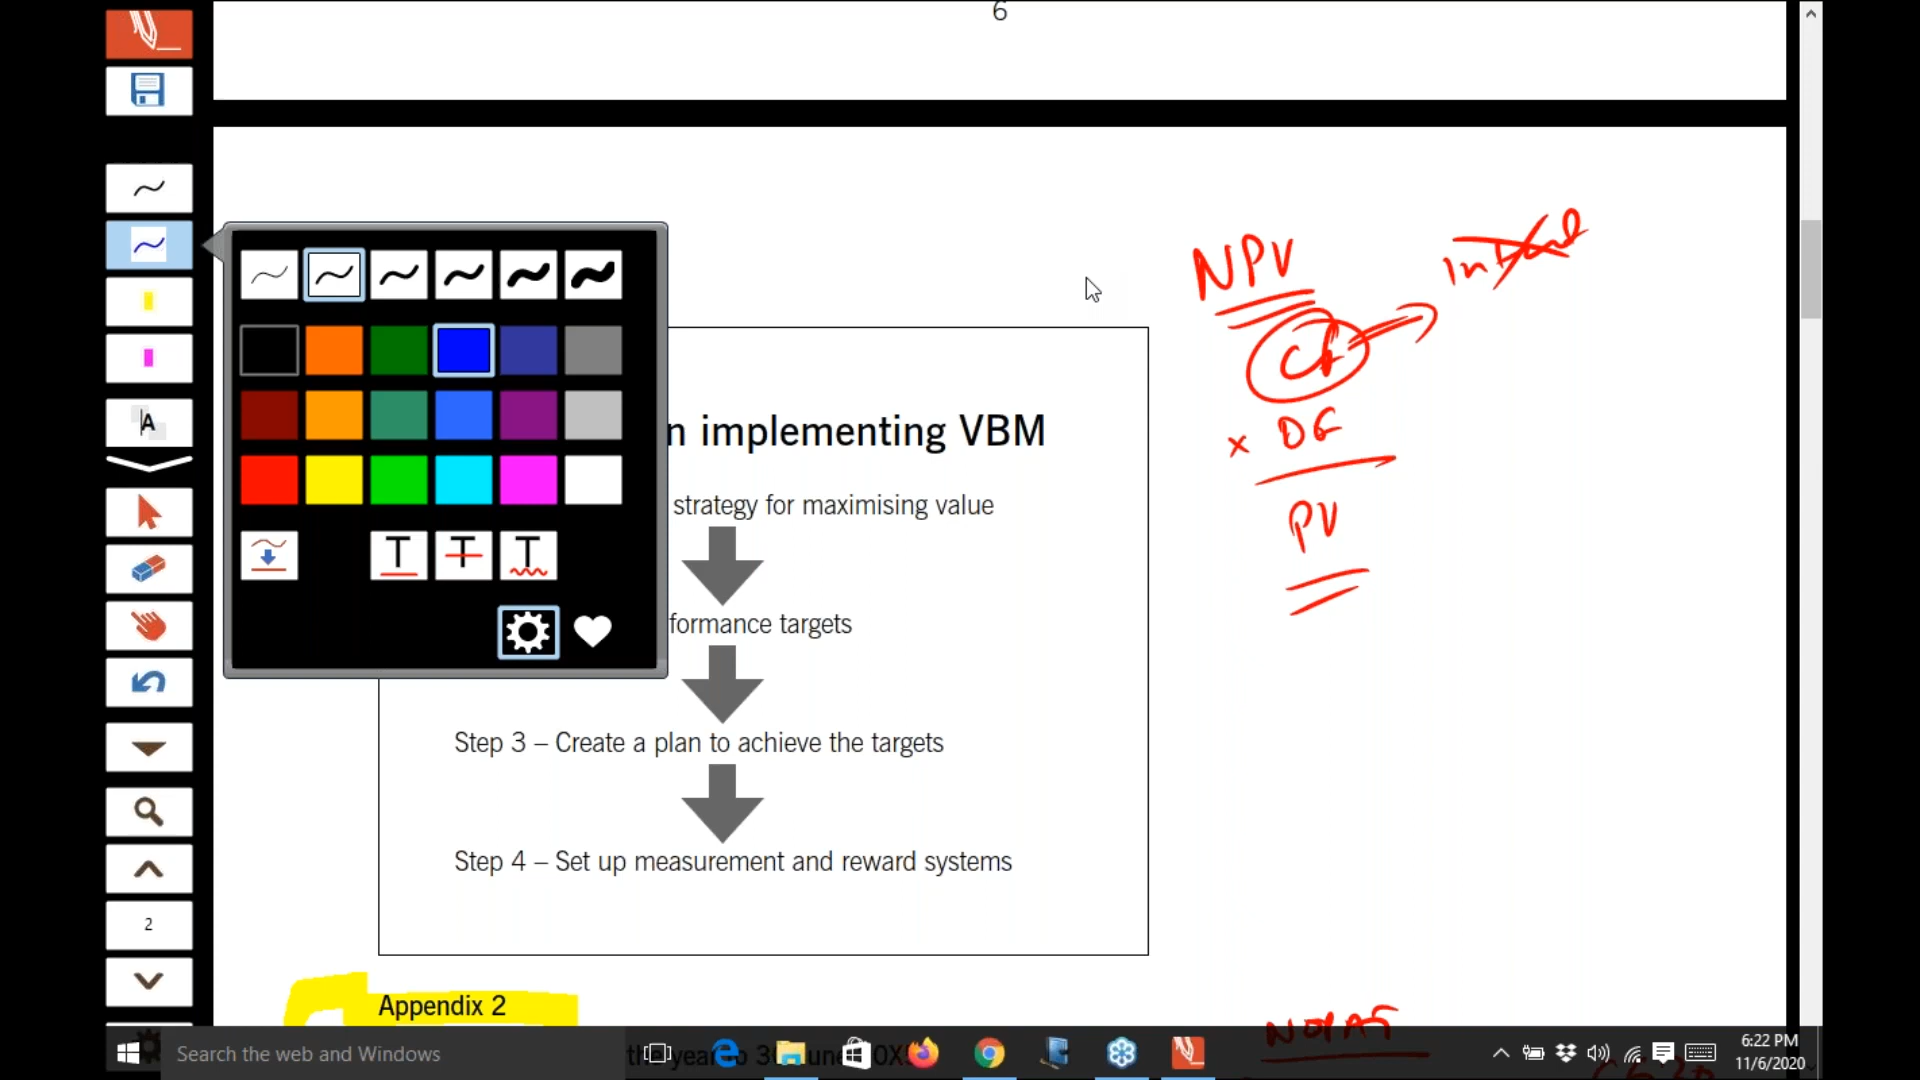 6
NPV
CF
× DF
PV
n implementing VBM
strategy for maximising value
formance targets
Step 3 – Create a plan to achieve the targets
Step 4 – Set up measurement and reward systems
Appendix 2
NOPAT
A
T T T
2
Search the web and Windows
6:22 PM
11/6/2020